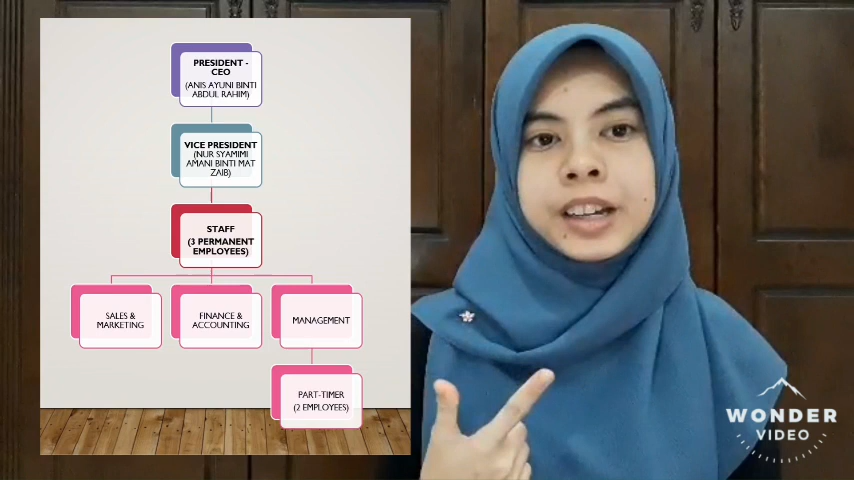 PRESIDENT -
CEO
(ANIS AYUNI BINTI
ABDUL RAHIM)
VICE PRESIDENT
(NUR SYAMIMI
AMANI BINTI MAT
ZAIB)
STAFF
(3 PERMANENT
EMPLOYEES)
SALES &
MARKETING
FINANCE &
ACCOUNTING
MANAGEMENT
PART-TIMER
(2 EMPLOYEES)
WONDER
VIDEO